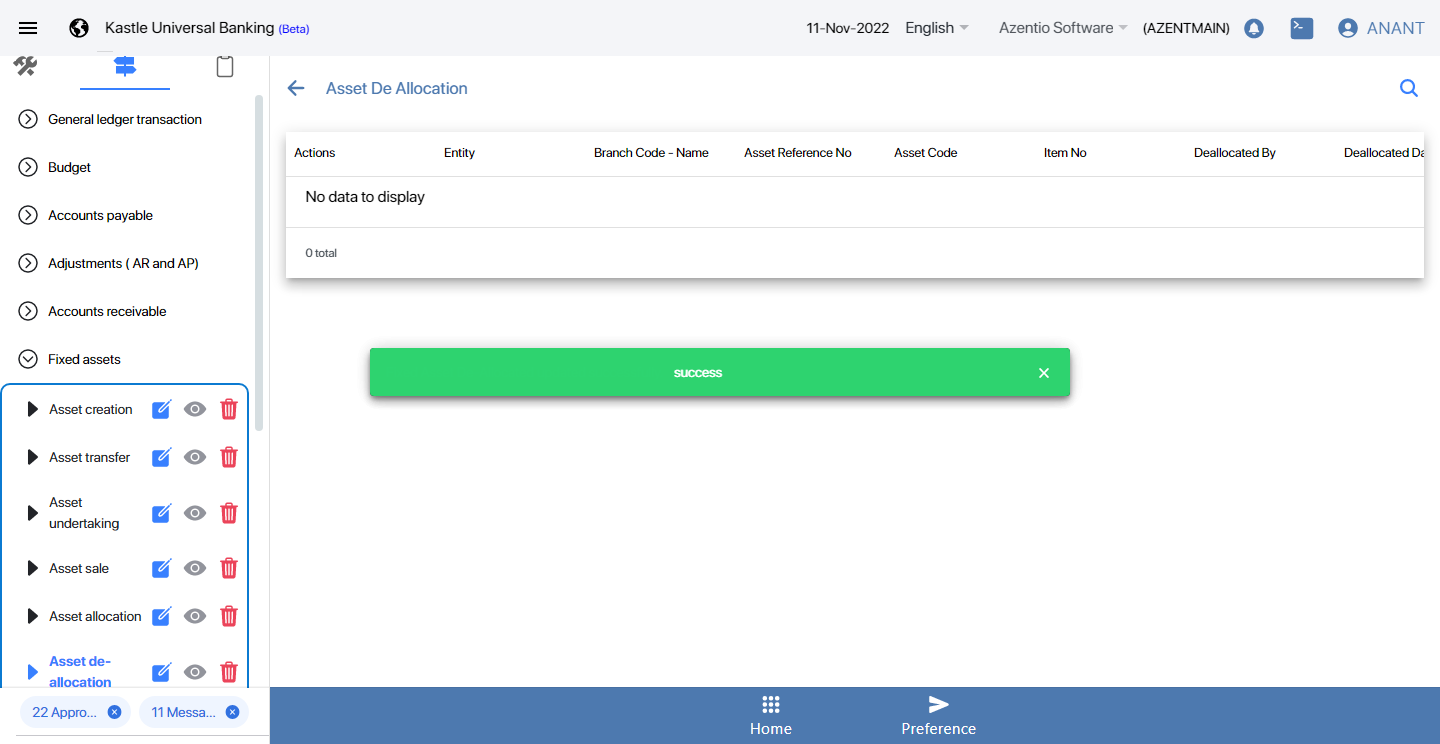 Kastle Universal Banking (Beta)
11-Nov-2022 English Azentio Software (AZENTMAIN) ANANT
Asset De Allocation
General ledger transaction
Budget
Accounts payable
Adjustments ( AR and AP)
Accounts receivable
Fixed assets
Asset creation
Asset transfer
Asset
undertaking
Asset sale
Asset allocation
Asset de-
allocation
22 Appro... 11 Messa...
Actions Entity Branch Code - Name Asset Reference No Asset Code Item No Deallocated By Deallocated Da
No data to display
0 total
success
Home Preference